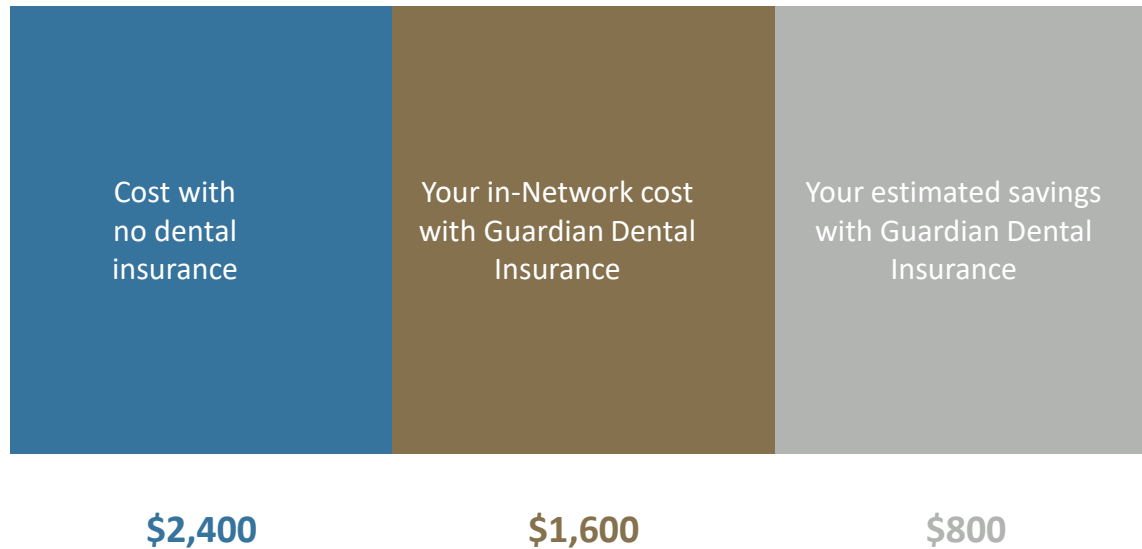 Cost with
no dental
insurance
Your in-Network cost
with Guardian Dental
Insurance
Your estimated savings
with Guardian Dental
Insurance
$2,400
$1,600
$800